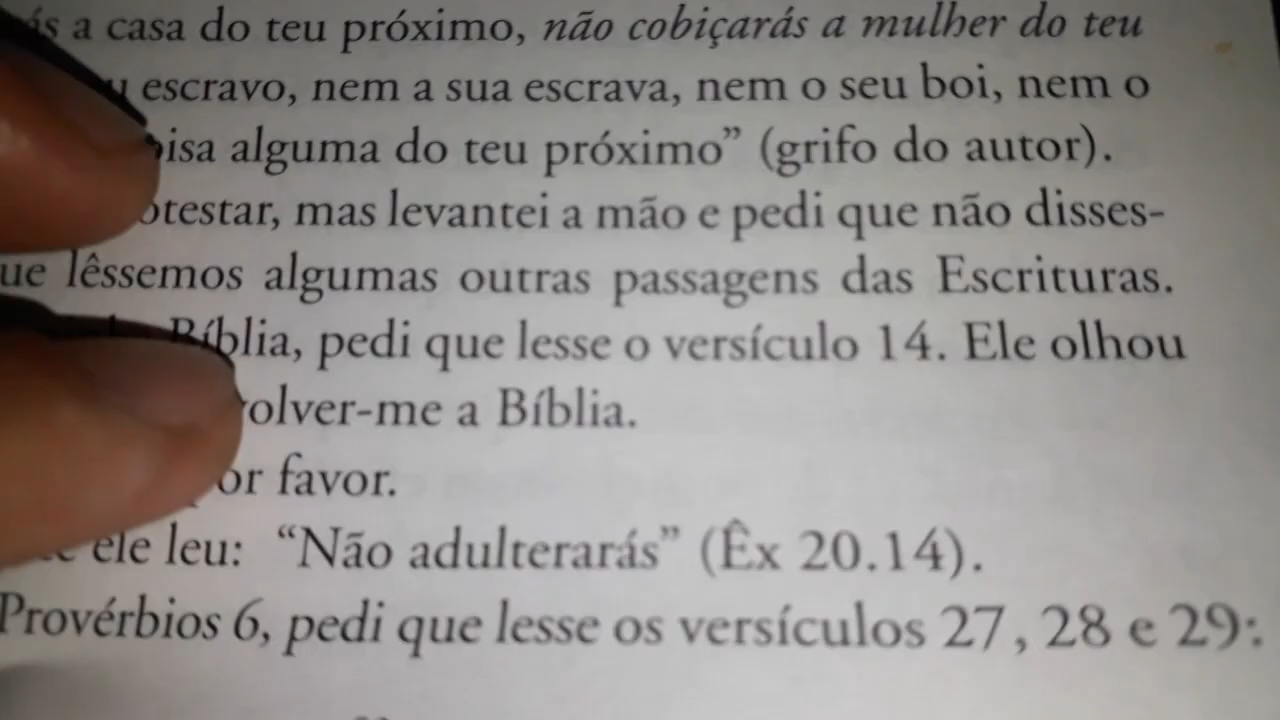 a casa do teu próximo, não cobiçarás a mulher do teu
escravo, nem a sua escrava, nem o seu boi, nem o
alguma do teu próximo” (grifo do autor).
mas levantei a mão e pedi que não disses-
lêssemos algumas outras passagens das Escrituras.
Bíblia, pedi que lesse o versículo 14. Ele olhou
a Bíblia.
favor.
ele leu: “Não adulterarás” (Êx 20.14).
Provérbios 6, pedi que lesse os versículos 27, 28 e 29: